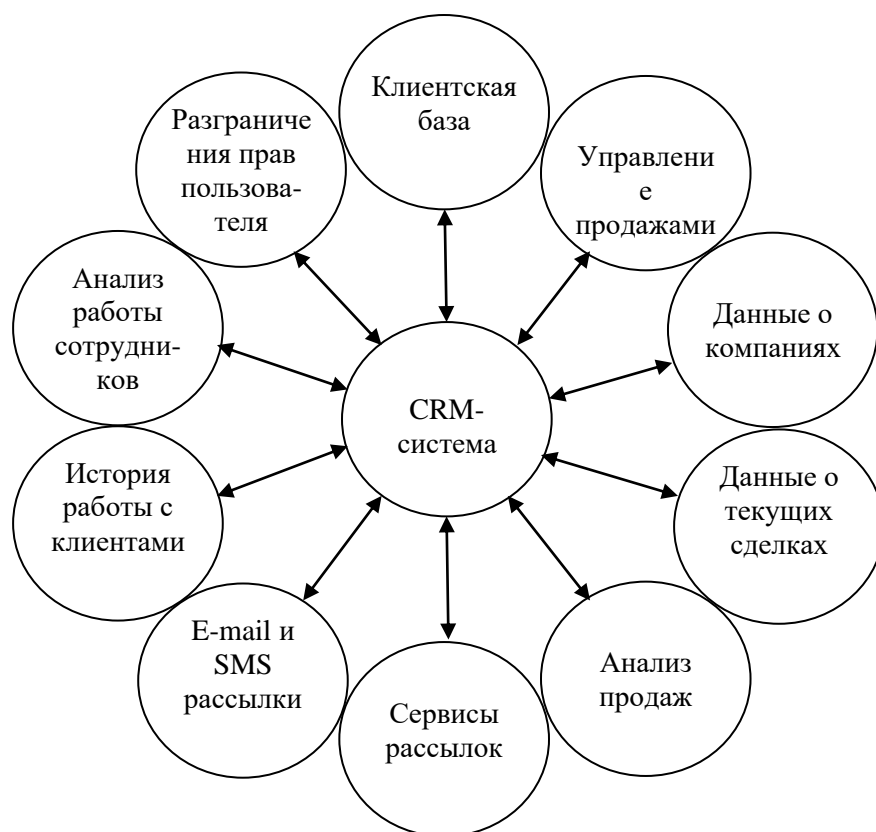 Клиентская
база
Управлени
е
продажами
Данные о
компаниях
Данные о
текущих
сделках
Анализ
продаж
Сервисы
рассылок
E-mail и
SMS
рассылки
История
работы с
клиентами
Анализ
работы
сотрудни-
ков
Разграниче
ния прав
пользова-
теля
CRM-
система